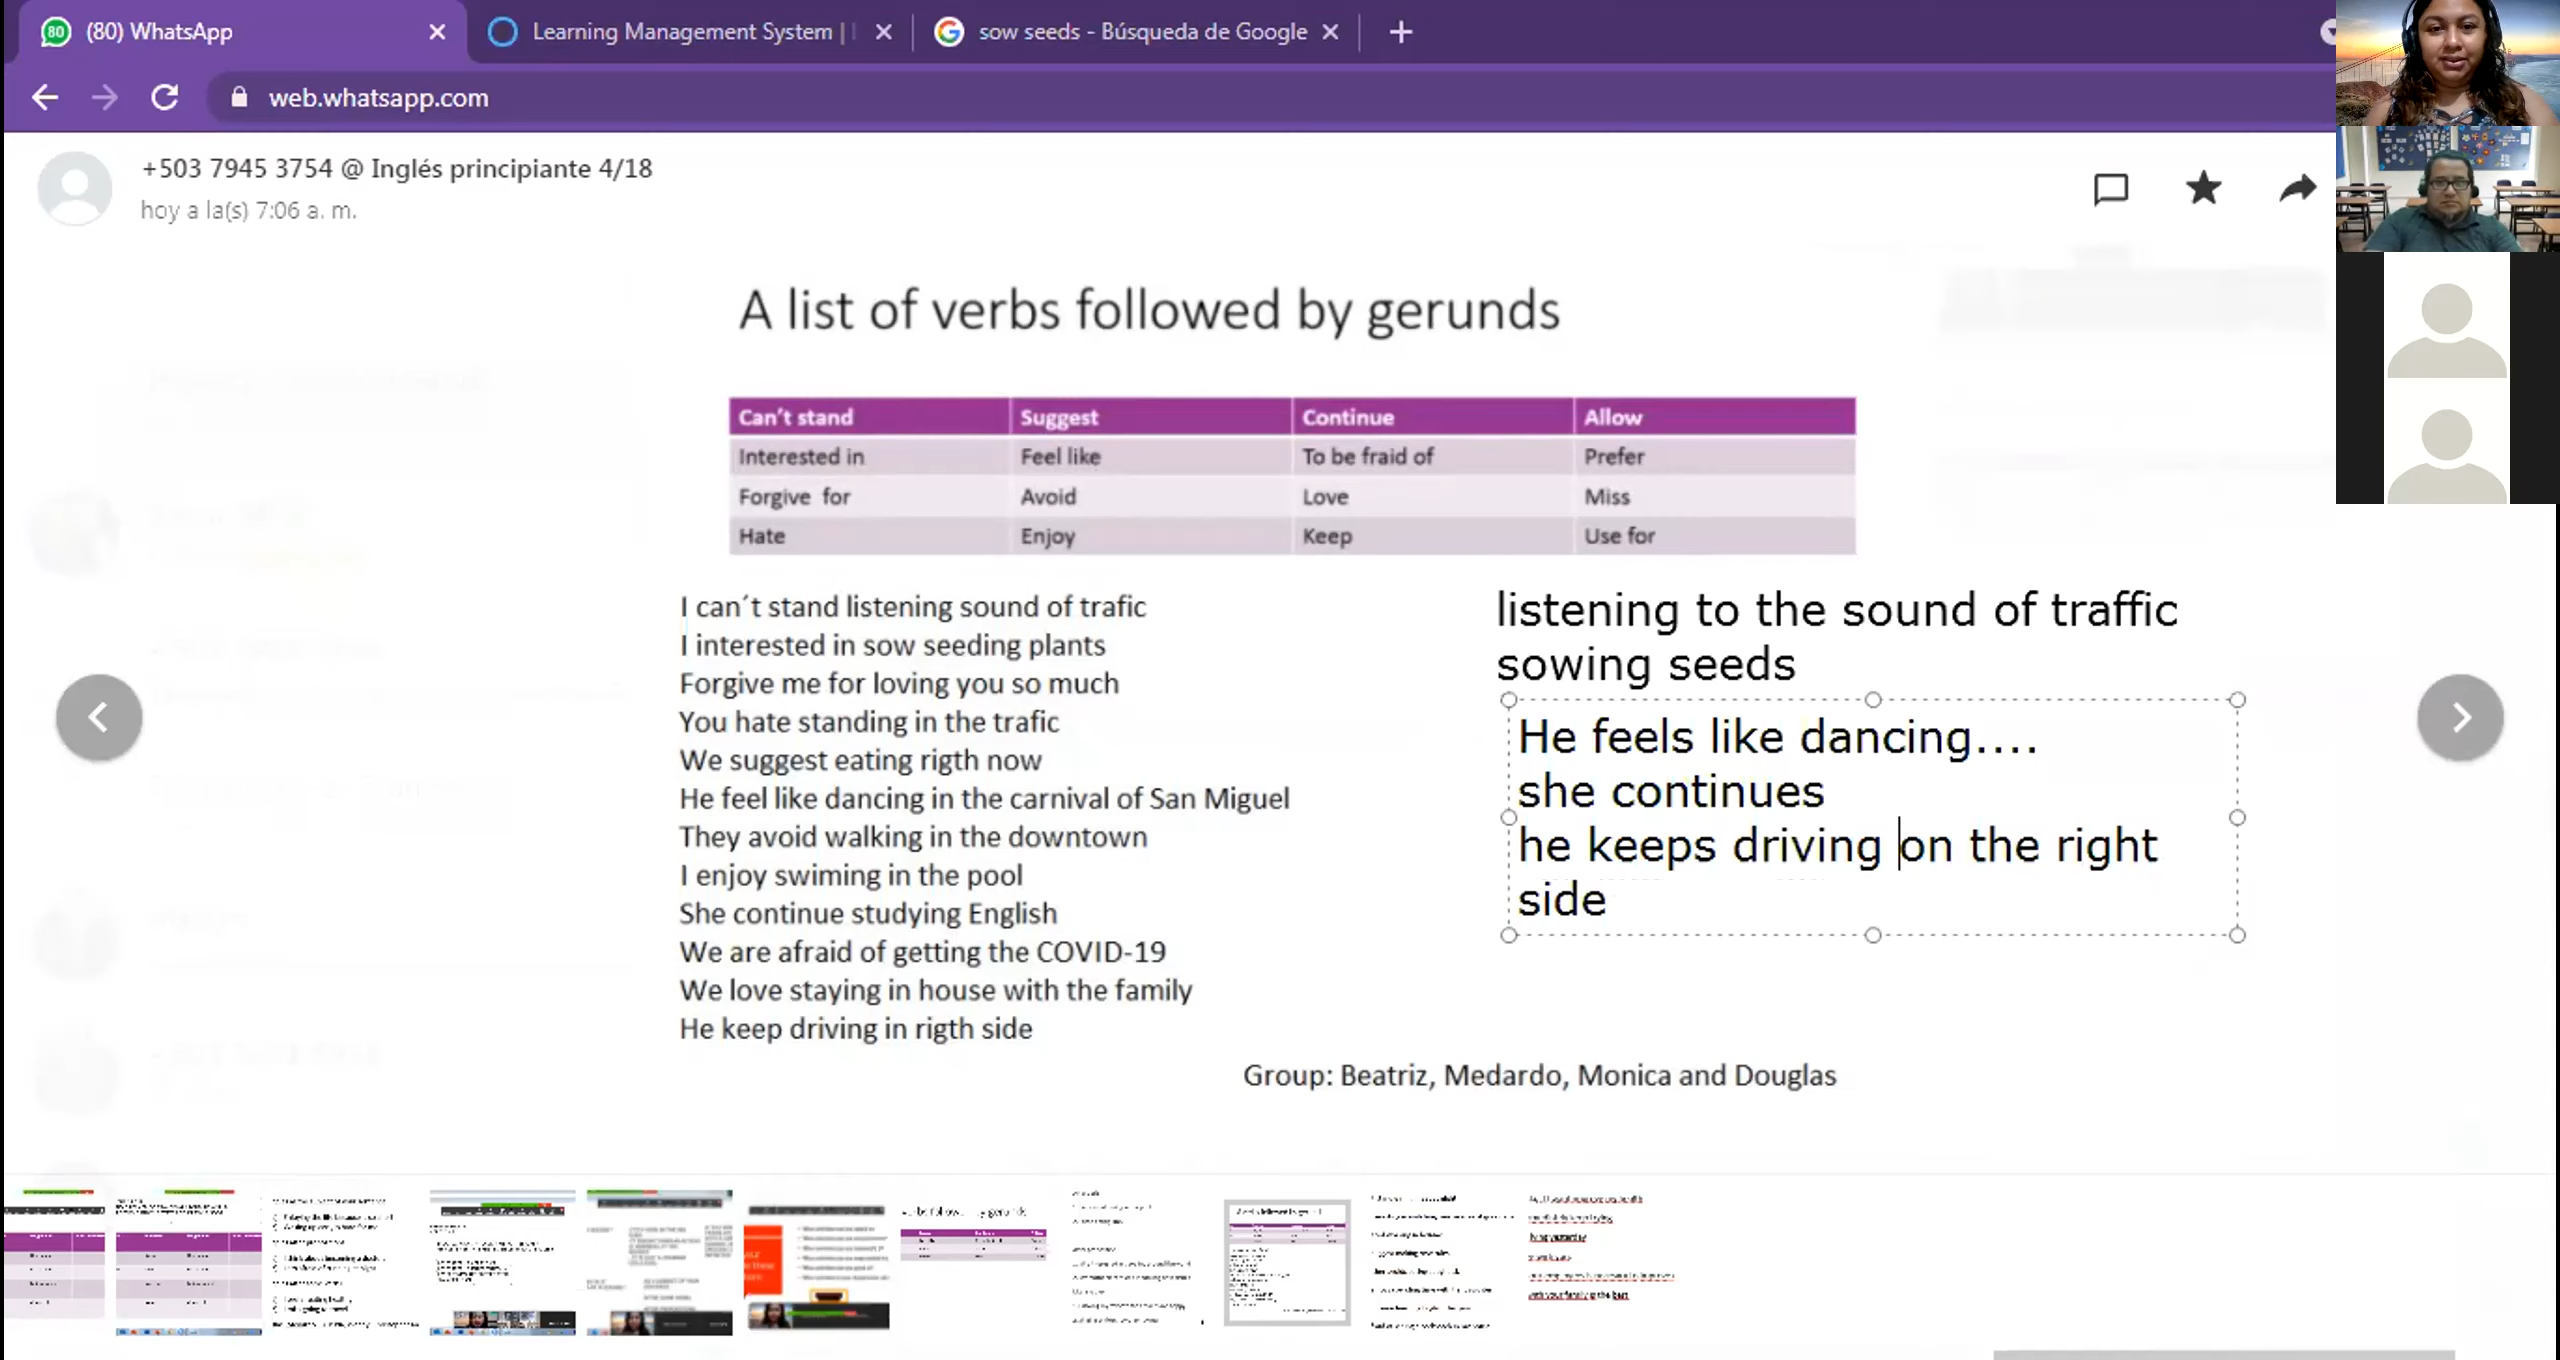 80 (80) WhatsApp
Learning Management System |
sow seeds - Búsqueda de Google
web.whatsapp.com
+503 7945 3754 @ Inglés principiante 4/18
hoy a la(s) 7:06 a. m.
A list of verbs followed by gerunds
Can't stand Suggest Continue Allow
Interested in Feel like To be fraid of Prefer
Forgive for Avoid Love Miss
Hate Enjoy Keep Use for
I can´t stand listening sound of trafic
I interested in sow seeding plants
Forgive me for loving you so much
You hate standing in the trafic
We suggest eating rigth now
He feel like dancing in the carnival of San Miguel
They avoid walking in the downtown
I enjoy swiming in the pool
She continue studying English
We are afraid of getting the COVID-19
We love staying in house with the family
He keep driving in rigth side
listening to the sound of traffic
sowing seeds
He feels like dancing....
she continues
he keeps driving on the right
side
Group: Beatriz, Medardo, Monica and Douglas